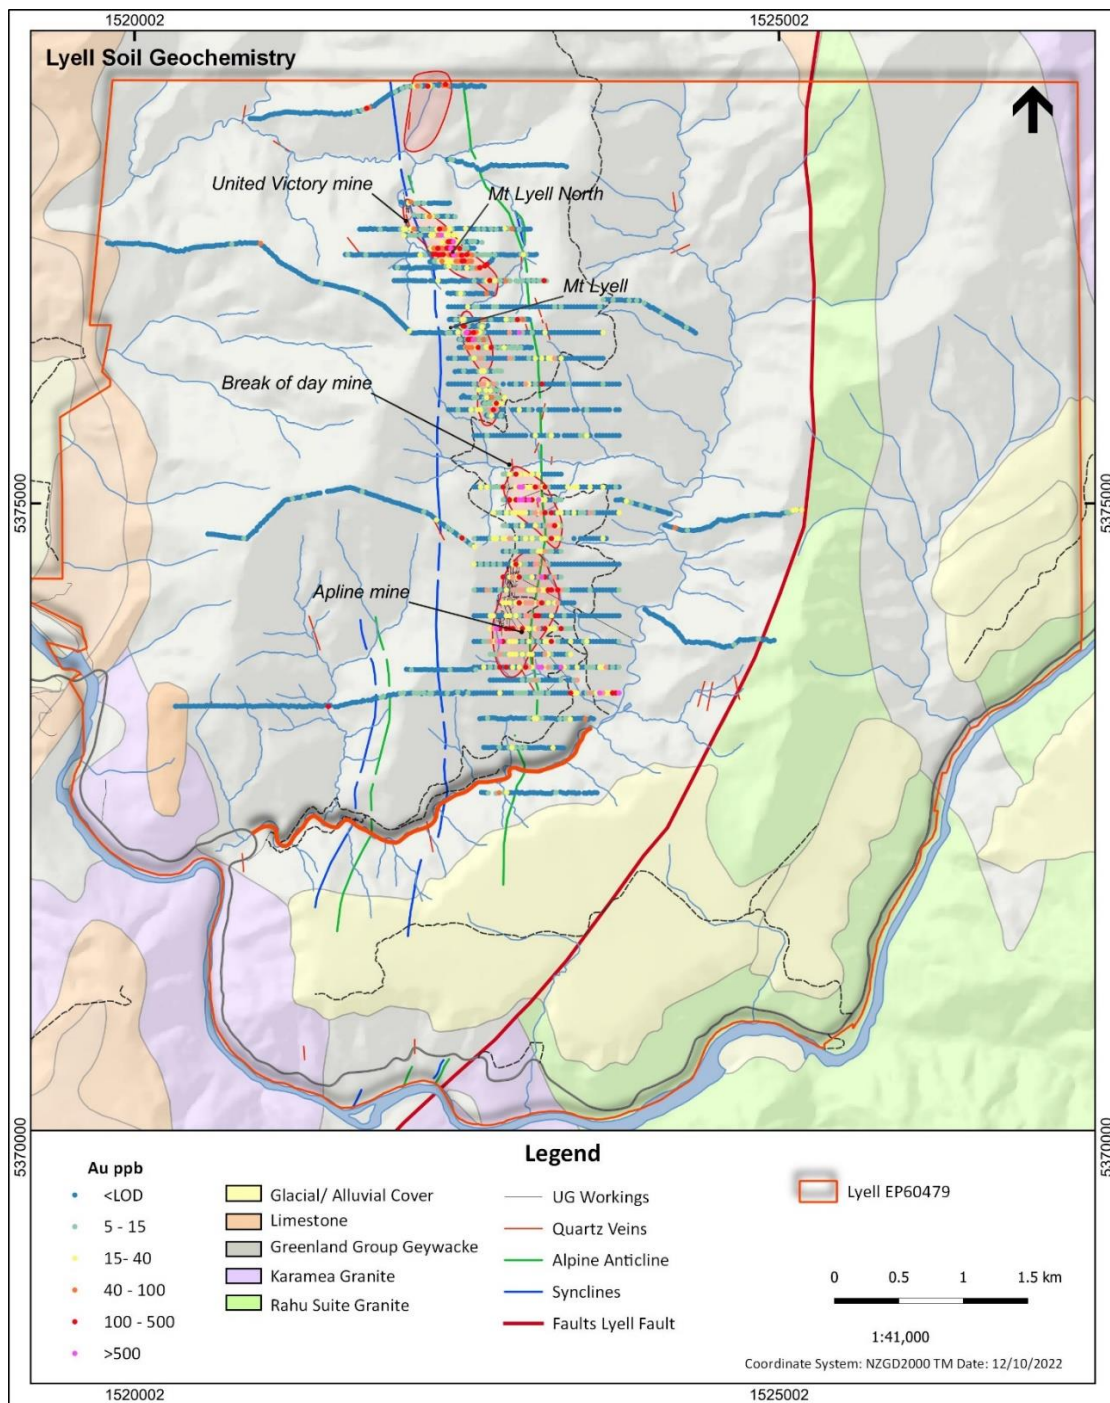 1520002
1525002
Lyell Soil Geochemistry
United Victory mine
Mt Lyell North
Mt Lyell
Break of day mine
5375000
5375000
Apline mine
5370000
5370000
Legend
Au ppb
<LOD
5 - 15
15- 40
40 - 100
100 - 500
>500
Glacial/ Alluvial Cover
Limestone
Greenland Group Geywacke
Karamea Granite
Rahu Suite Granite
UG Workings
Quartz Veins
Alpine Anticline
Synclines
Faults Lyell Fault
Lyell EP60479
0 0.5 1 1.5 km
1:41,000
Coordinate System: NZGD2000 TM Date: 12/10/2022
1520002
1525002